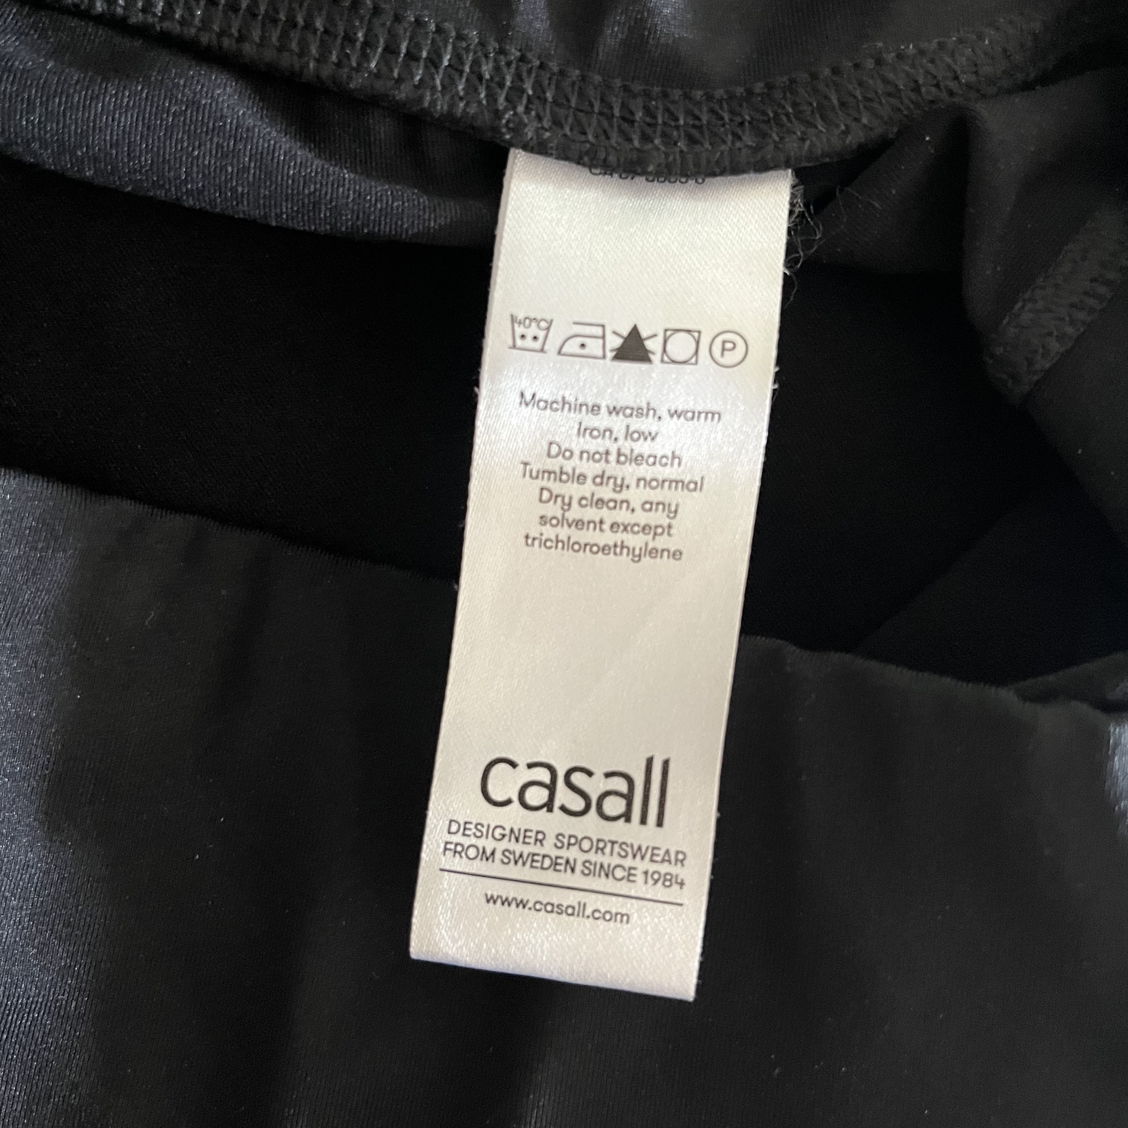 40°C P
Machine wash, warm
Iron, low
Do not bleach
Tumble dry, normal
Dry clean, any
solvent except
trichloroethylene
casall
DESIGNER SPORTSWEAR
FROM SWEDEN SINCE 1984
www.casall.com